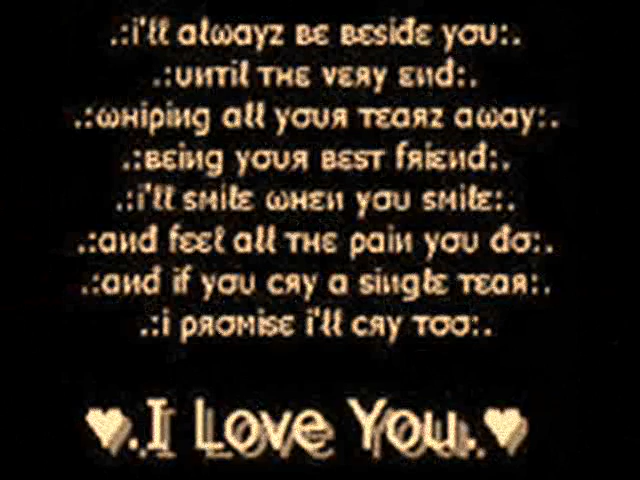 .:i'll alwayz be beside you:.
.:until the very end:.
.:whiping all your tearz away:.
.:being your best friend:.
.:i'll smile when you smile:.
.:and feel all the pain you do:.
.:and if you cry a single tear:.
.:i promise i'll cry too:.
♥.I Love You.♥